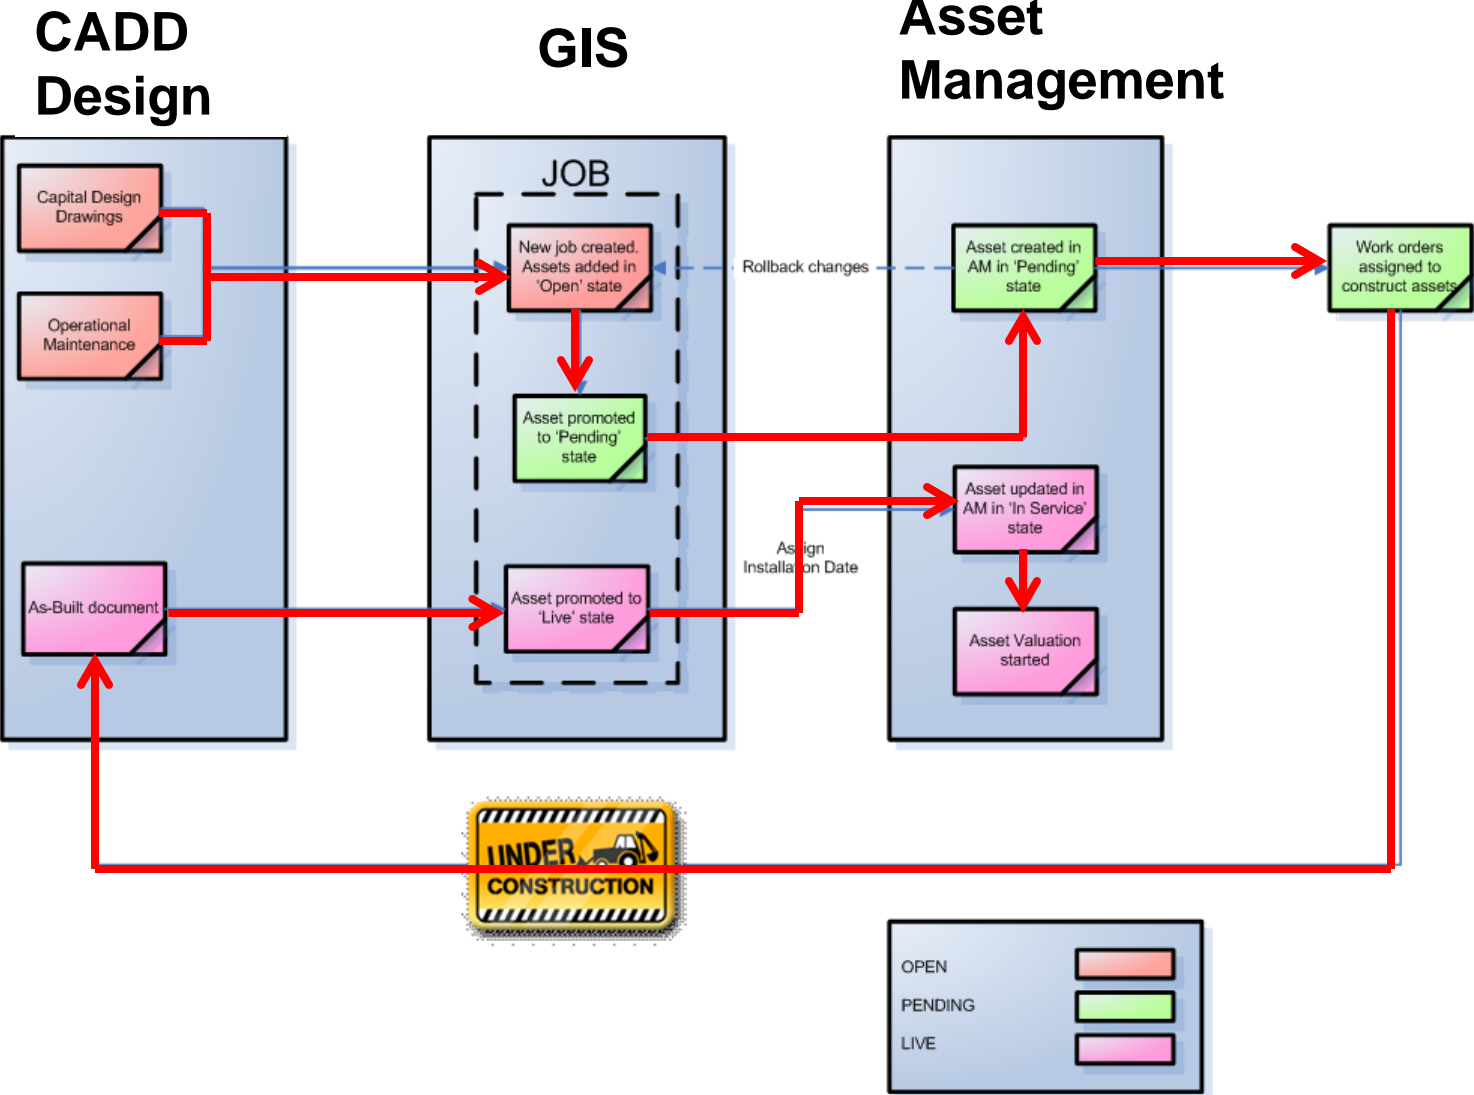 CADD
Design
GIS
Asset
Management
Capital Design
Drawings
Operational
Maintenance
As-Built document
JOB
New job created.
Assets added in
'Open' state
Asset promoted
to 'Pending'
state
Asset promoted to
'Live' state
Rollback changes
Assign
Installation Date
Asset created in
AM in 'Pending'
state
Asset updated in
AM in 'In Service'
state
Asset Valuation
started
Work orders
assigned to
construct assets
UNDER
CONSTRUCTION
OPEN
PENDING
LIVE